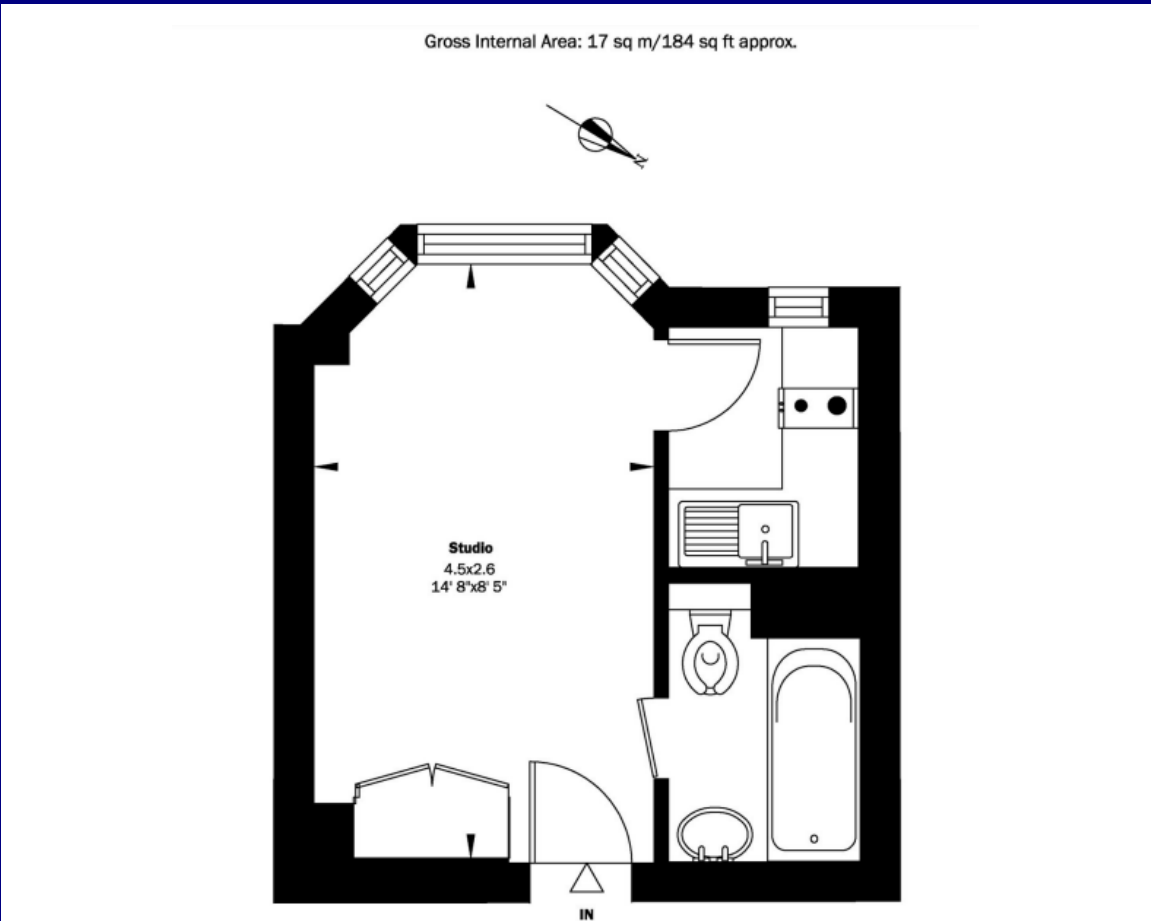 Gross Internal Area: 17 sq m/184 sq ft approx.
N
Studio
4.5x2.6
14' 8"x8' 5"
IN